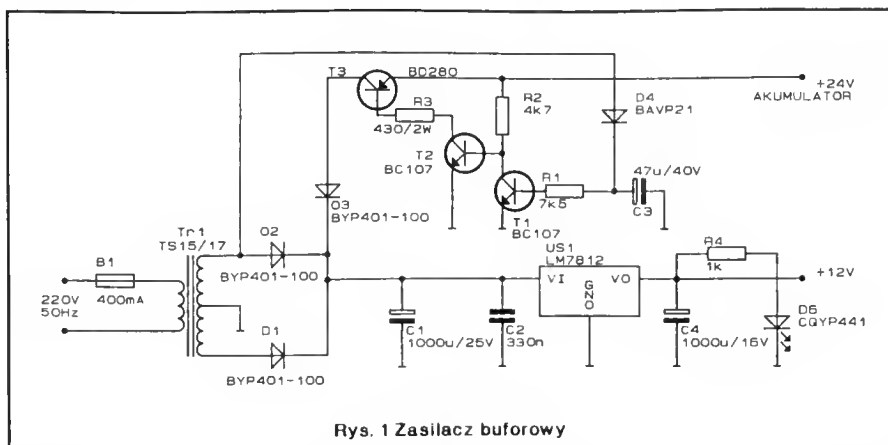 T3
BD280
R3
430/2W
R2
4k7
D4
BAVP21
+24V
AKUMULATOR
T2
BC107
R1
7k5
47u/40V
C3
T1
BC107
D3
BYP401-100
Tr1
TS15/17
D2
BYP401-100
B1
400mA
220V
50Hz
D1
BYP401-100
US1
LM7812
VI
VO
GND
R4
1k
+12V
C1
1000u/25V
C2
330n
C4
1000u/16V
D6
CQYP441
Rys. 1 Zasilacz buforowy